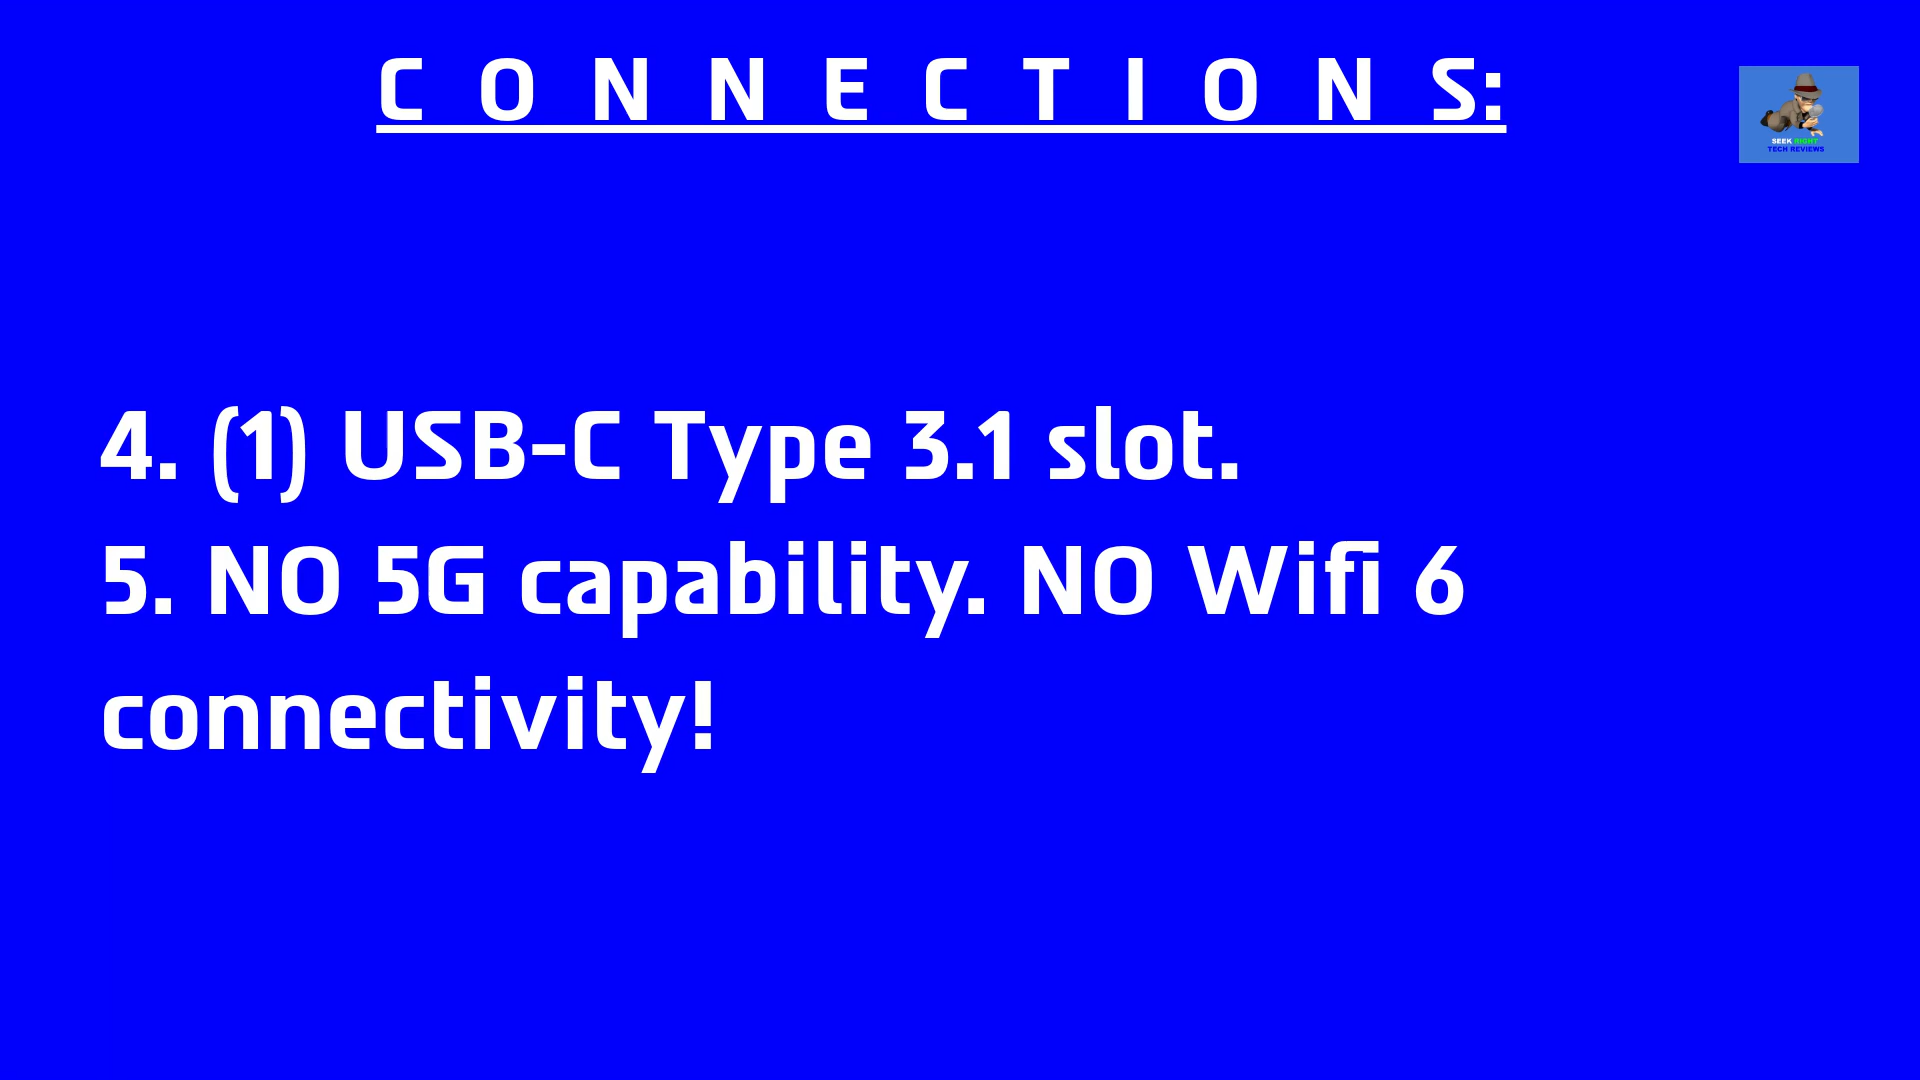 C O N N E C T I O N S:
SEEK RIGHT
TECH REVIEWS
4. (1) USB-C Type 3.1 slot.
5. NO 5G capability. NO Wifi 6
connectivity!